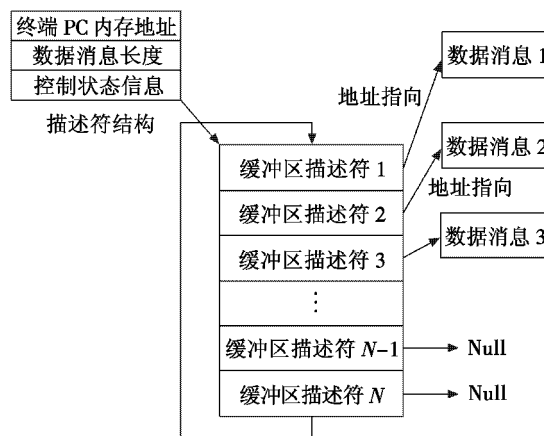 终端 PC 内存地址
数据消息长度
控制状态信息
描述符结构
数据消息 1
地址指向
数据消息 2
地址指向
数据消息 3
缓冲区描述符 1
缓冲区描述符 2
缓冲区描述符 3
⋮
缓冲区描述符 N-1
Null
缓冲区描述符 N
Null